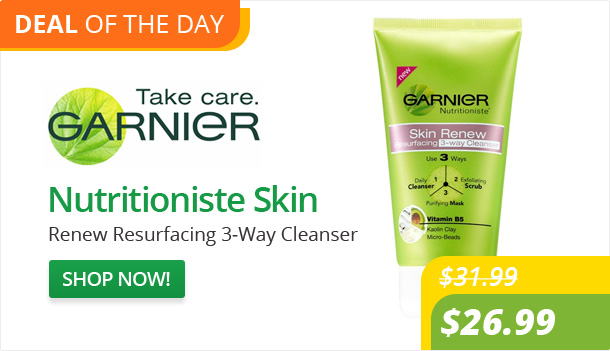 DEAL OF THE DAY
Take care.
GARNIER
Nutritioniste Skin
Renew Resurfacing 3-Way Cleanser
SHOP NOW!
new
GARNIER
Nutritioniste
Skin Renew
Resurfacing 3-way Cleanser
Use 3 Ways
Daily
Cleanser
1
2
Exfoliating
Scrub
3
Purifying Mask
Vitamin B5
Kaolin Clay
Micro-Beads
$31.99
$26.99